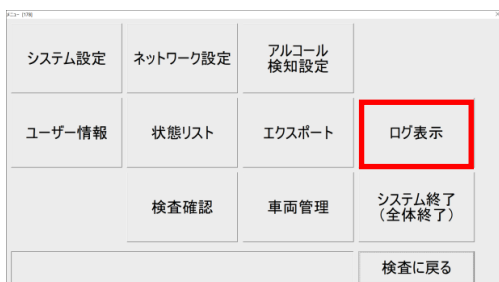 メニュー [176]
システム設定
ネットワーク設定
アルコール
検知設定
ユーザー情報
状態リスト
エクスポート
ログ表示
検査確認
車両管理
システム終了
(全体終了)
検査に戻る